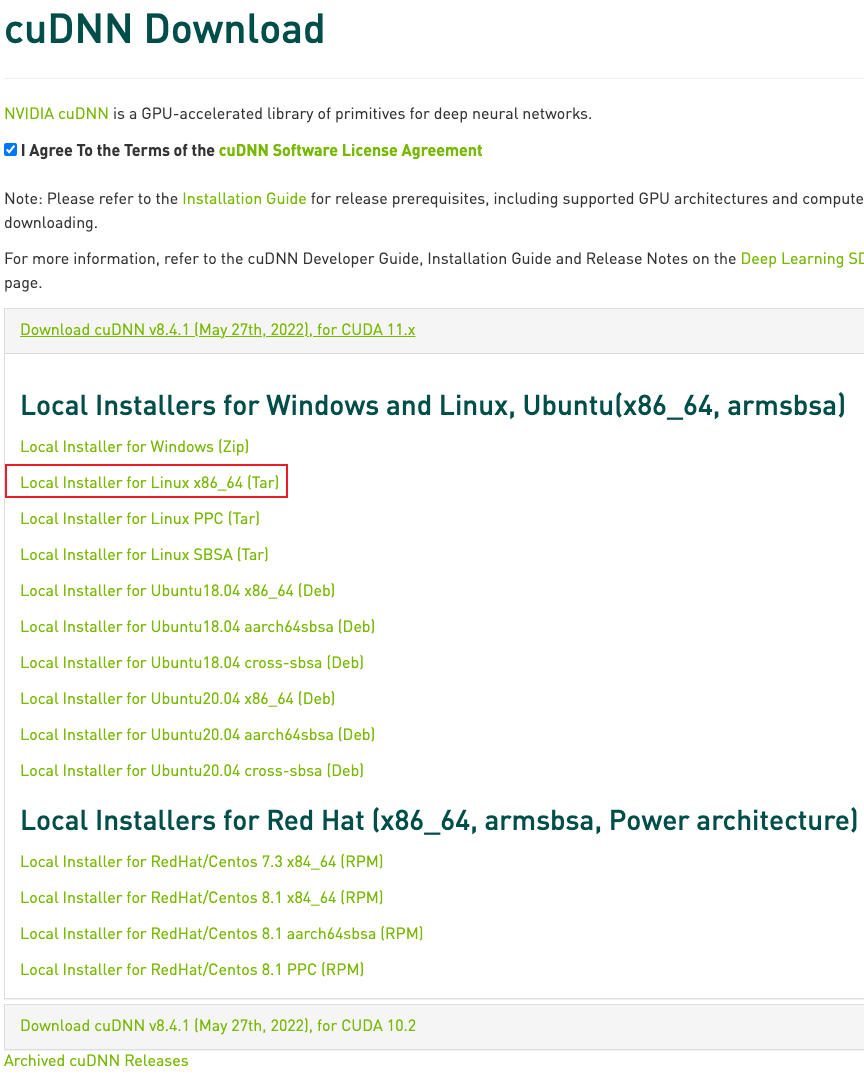 cuDNN Download
NVIDIA cuDNN is a GPU-accelerated library of primitives for deep neural networks.
I Agree To the Terms of the cuDNN Software License Agreement
Note: Please refer to the Installation Guide for release prerequisites, including supported GPU architectures and compute
downloading.
For more information, refer to the cuDNN Developer Guide, Installation Guide and Release Notes on the Deep Learning SD
page.
Download cuDNN v8.4.1 (May 27th, 2022), for CUDA 11.x
Local Installers for Windows and Linux, Ubuntu(x86_64, armsbsa)
Local Installer for Windows (Zip)
Local Installer for Linux x86_64 (Tar)
Local Installer for Linux PPC (Tar)
Local Installer for Linux SBSA (Tar)
Local Installer for Ubuntu18.04 x86_64 (Deb)
Local Installer for Ubuntu18.04 aarch64sbsa (Deb)
Local Installer for Ubuntu18.04 cross-sbsa (Deb)
Local Installer for Ubuntu20.04 x86_64 (Deb)
Local Installer for Ubuntu20.04 aarch64sbsa (Deb)
Local Installer for Ubuntu20.04 cross-sbsa (Deb)
Local Installers for Red Hat (x86_64, armsbsa, Power architecture)
Local Installer for RedHat/Centos 7.3 x84_64 (RPM)
Local Installer for RedHat/Centos 8.1 x84_64 (RPM)
Local Installer for RedHat/Centos 8.1 aarch64sbsa (RPM)
Local Installer for RedHat/Centos 8.1 PPC (RPM)
Download cuDNN v8.4.1 (May 27th, 2022), for CUDA 10.2
Archived cuDNN Releases